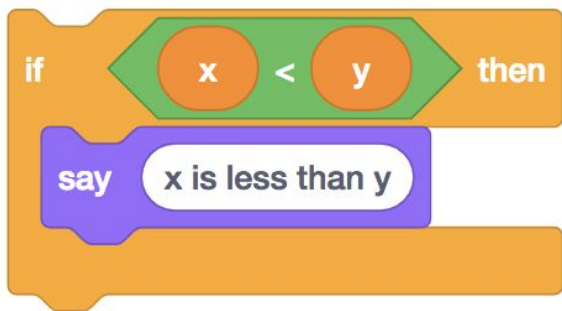 if x < y then
say x is less than y